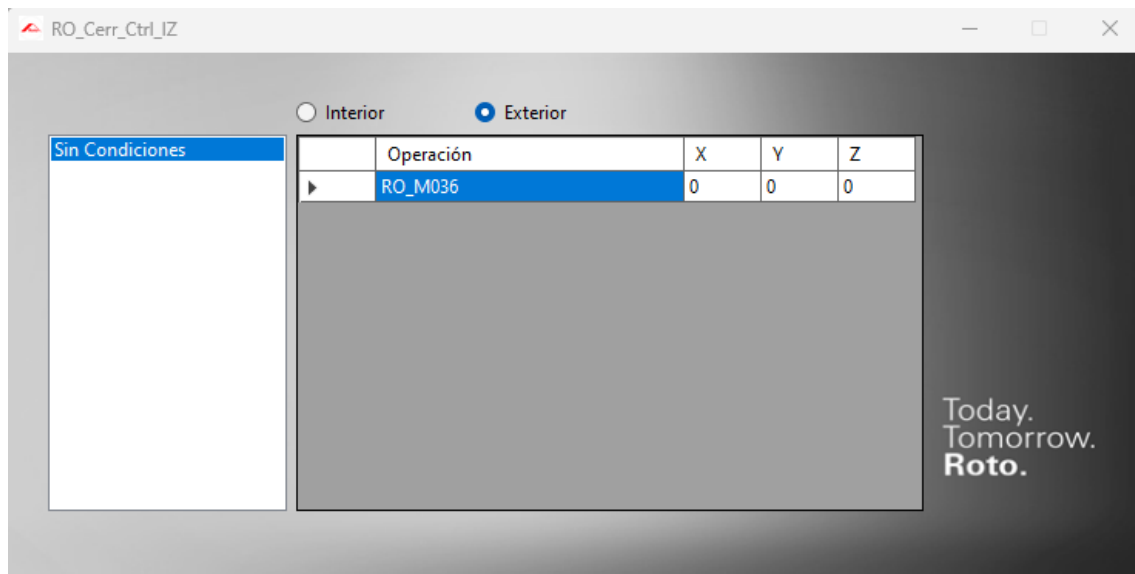 RO_Cerr_Ctrl_IZ
Interior Exterior
Sin Condiciones
Operación X Y Z
RO_M036 0 0 0
Today.
Tomorrow.
Roto.